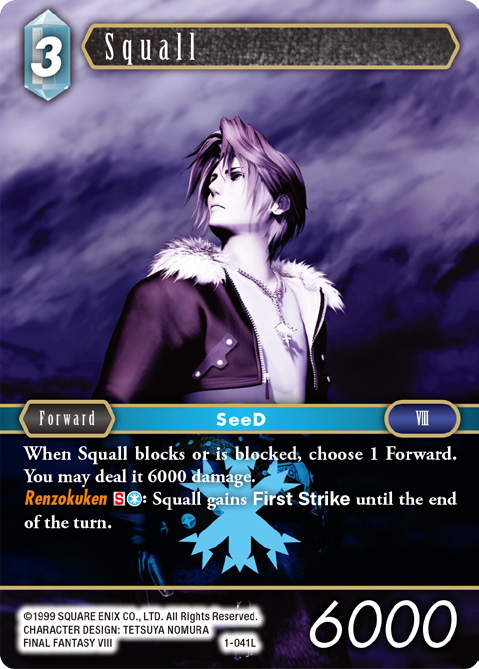 3
Squall
Forward
SeeD
VIII
When Squall blocks or is blocked, choose 1 Forward.
You may deal it 6000 damage.
Renzokuken S : Squall gains First Strike until the end
of the turn.
©1999 SQUARE ENIX CO., LTD. All Rights Reserved.
CHARACTER DESIGN: TETSUYA NOMURA
FINAL FANTASY VIII
1-041L
6000